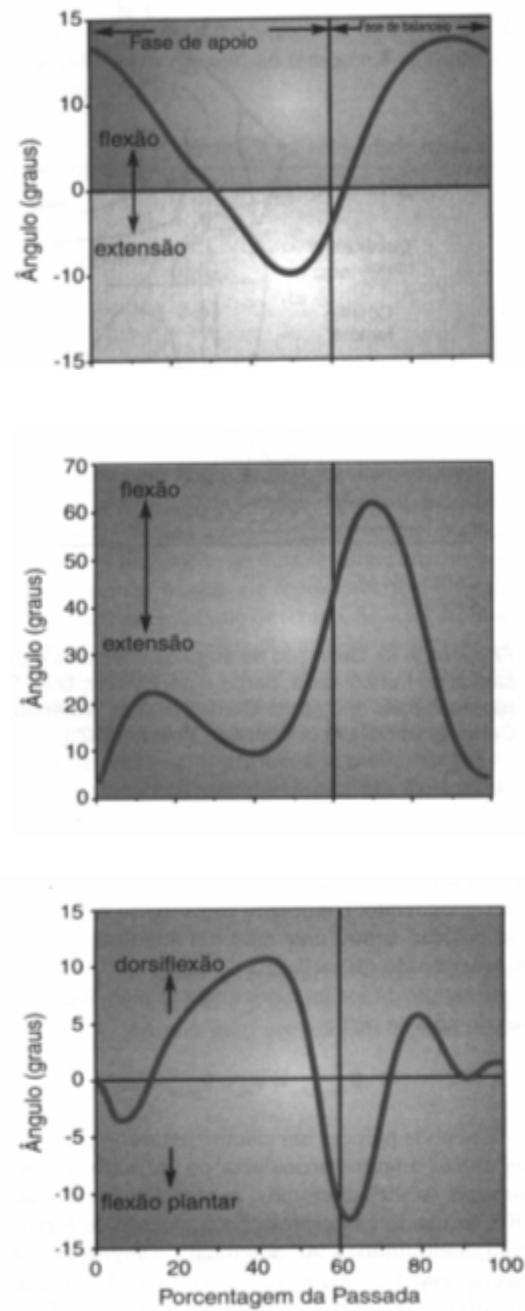 15
Fase de apoio
Fase de balanceio
10
flexão
0
extensão
-10
-15
Ângulo (graus)
70
flexão
60
50
40
extensão
30
20
10
0
Ângulo (graus)
15
dorsiflexão
10
5
0
-5
-10
flexão plantar
-15
Ângulo (graus)
0
20
40
60
80
100
Porcentagem da Passada